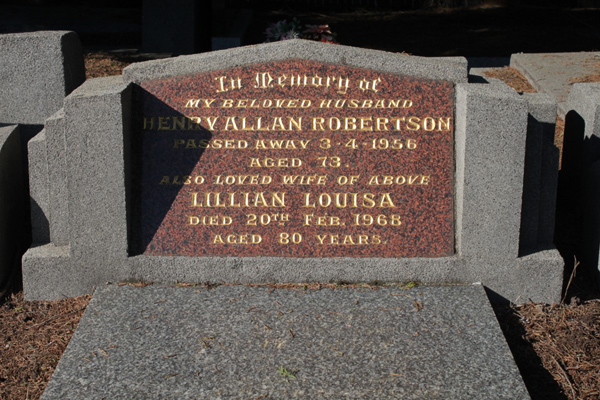 In Memory of
MY BELOVED HUSBAND
HENRY ALLAN ROBERTSON
PASSED AWAY 3-4-1956
AGED 73.
ALSO LOVED WIFE OF ABOVE
LILLIAN LOUISA
DIED 20TH FEB. 1968
AGED 80 YEARS.